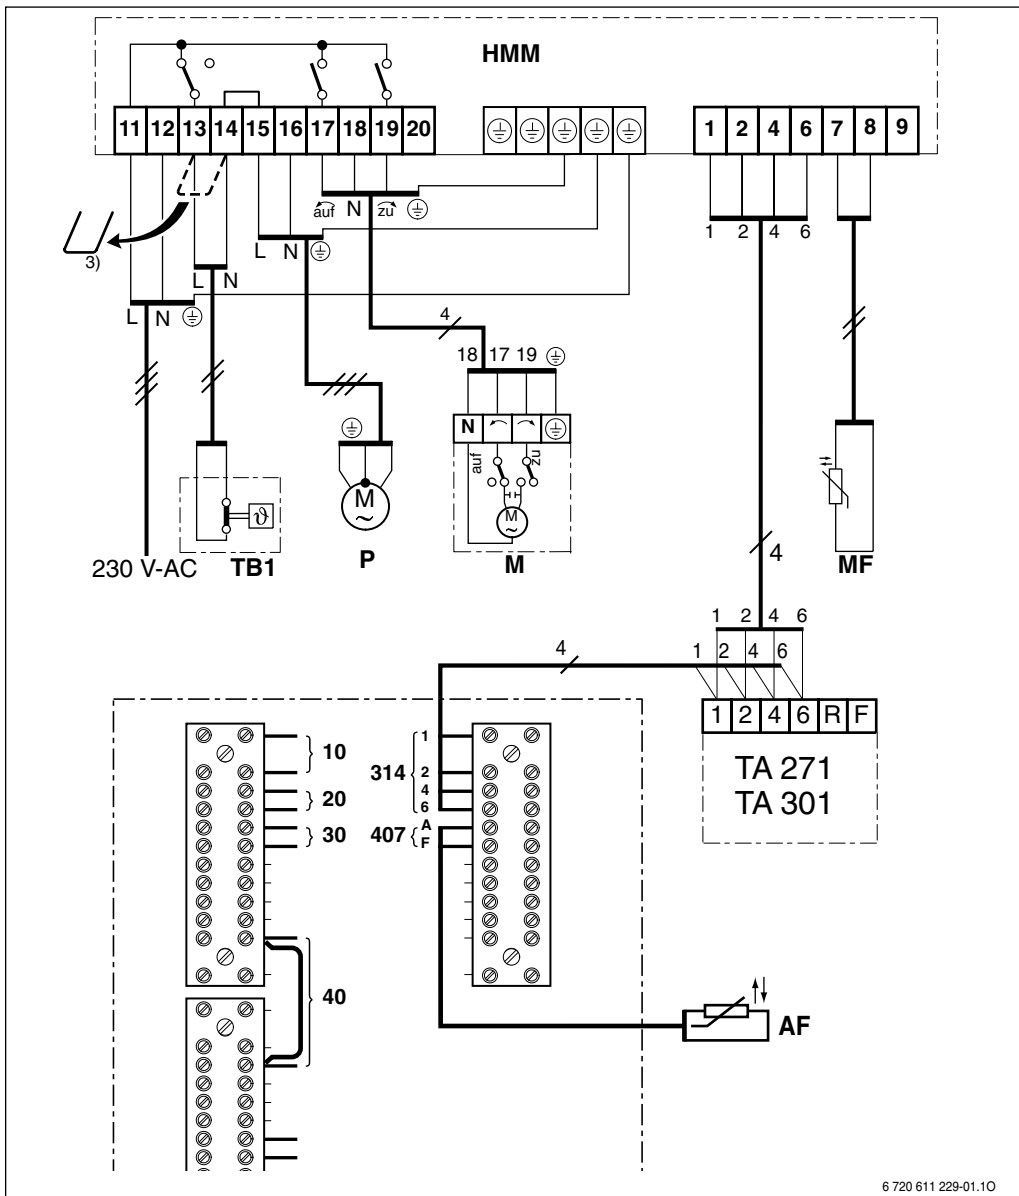 HMM
11 12 13 14 15 16 17 18 19 20
1 2 4 6 7 8 9
auf N zu
1 2 4 6
L N
3)
L N
L N
4
18 17 19
N
auf zu
M
~
M
~
ϑ
230 V-AC TB1
P
M
4
MF
1 2 4 6
4
1 2 4 6
1 2 4 6 R F
TA 271
TA 301
10
20
30
40
314
1
2
4
6
407
A
F
AF
6 720 611 229-01.1O